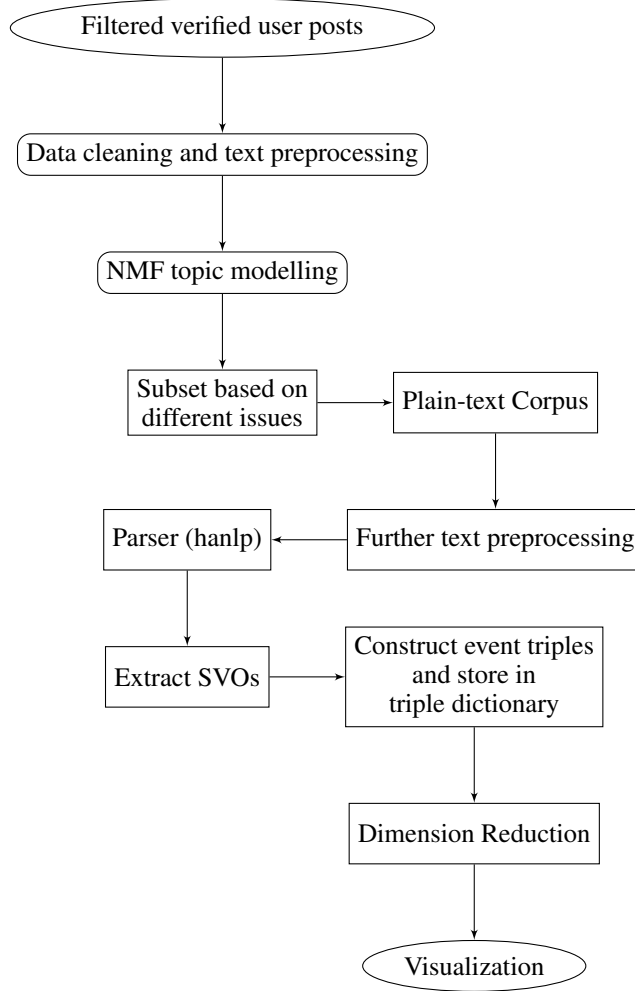 Filtered verified user posts
Data cleaning and text preprocessing
NMF topic modelling
Subset based on
different issues
Plain-text Corpus
Further text preprocessing
Parser (hanlp)
Extract SVOs
Construct event triples
and store in
triple dictionary
Dimension Reduction
Visualization